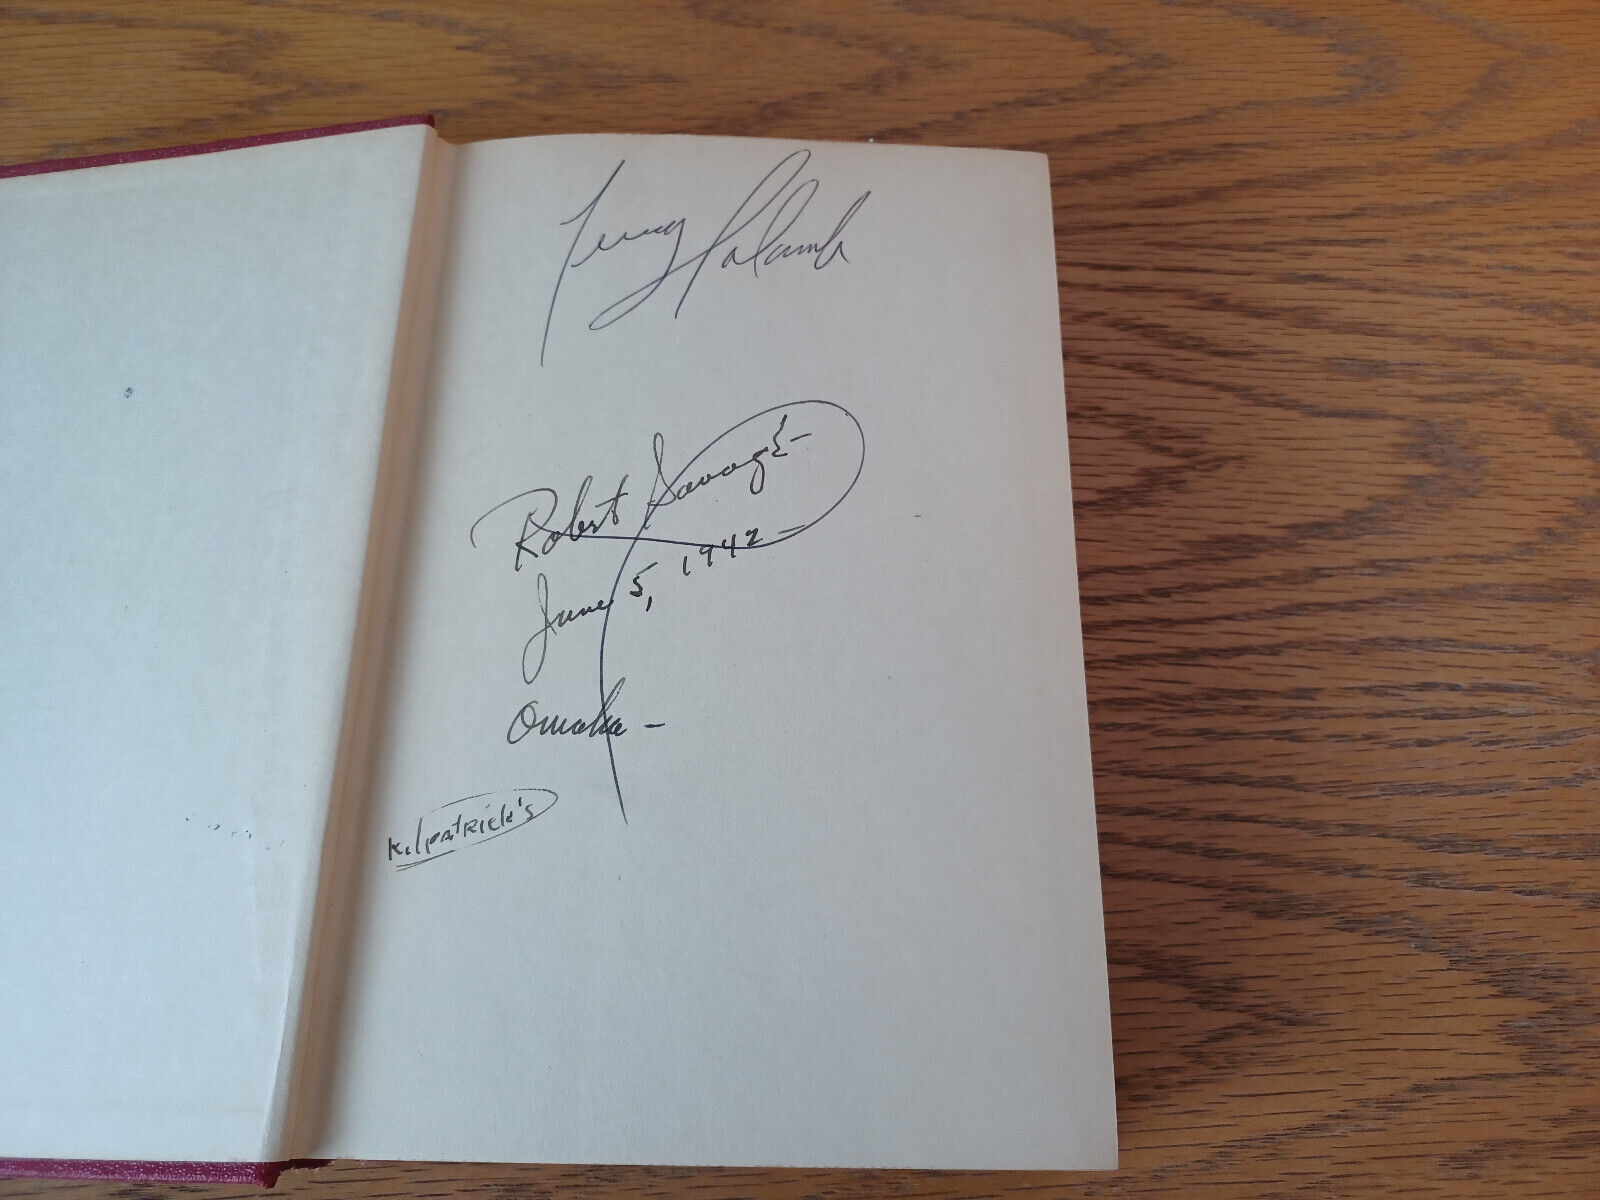 Robert Savage -
June 5, 1942 -
Omaha -
Kilpatrick's